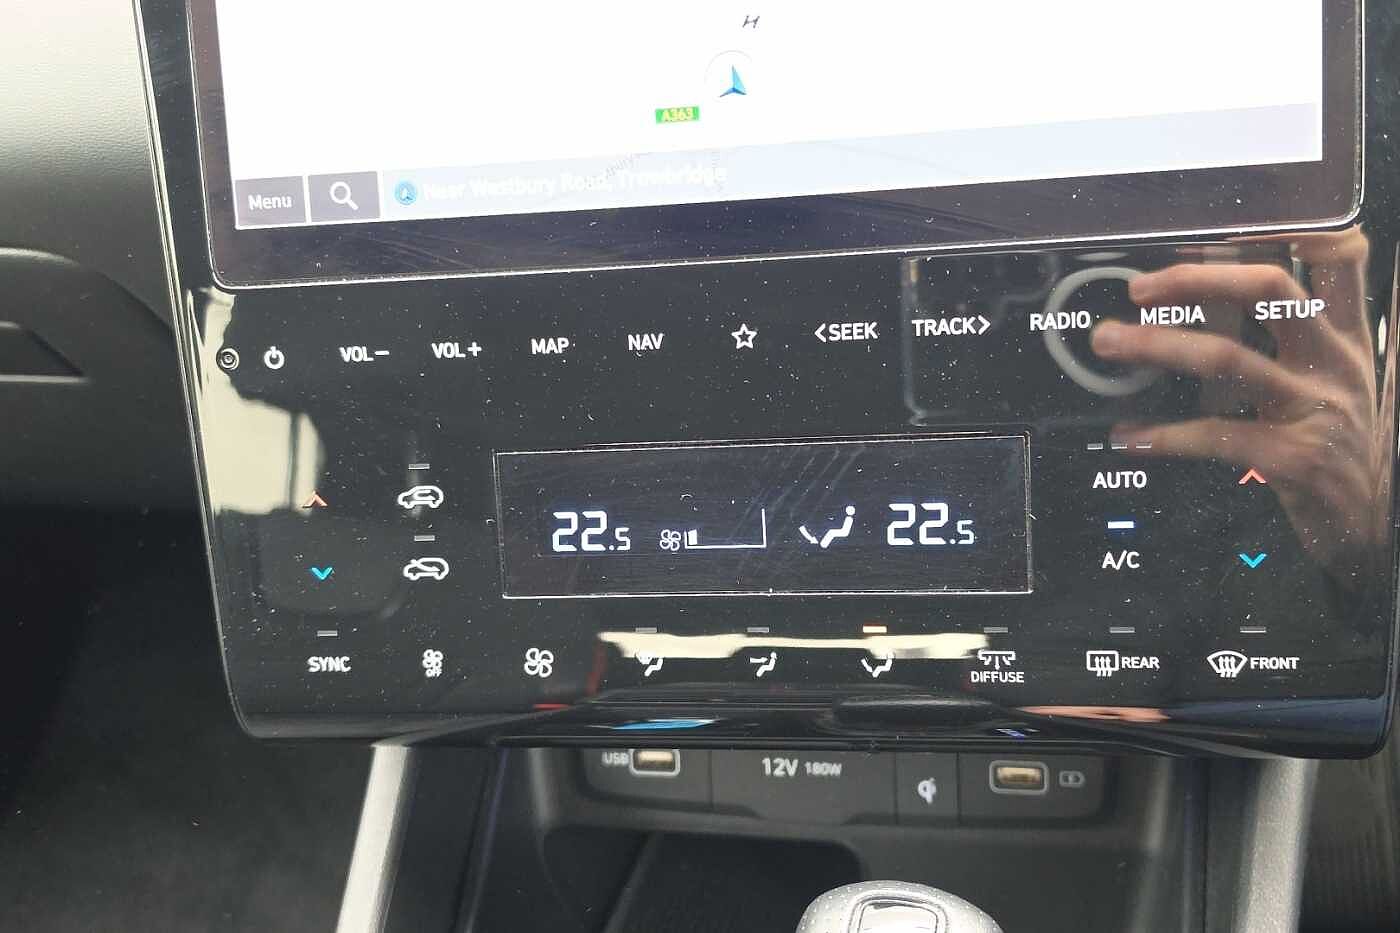 A363
Menu
Near Westbury Road, Trowbridge
VOL−
VOL+
MAP
NAV
<SEEK
TRACK>
RADIO
MEDIA
SETUP
AUTO
22.5
22.5
A/C
SYNC
OFF
DIFFUSE
REAR
FRONT
USB
12V 180W